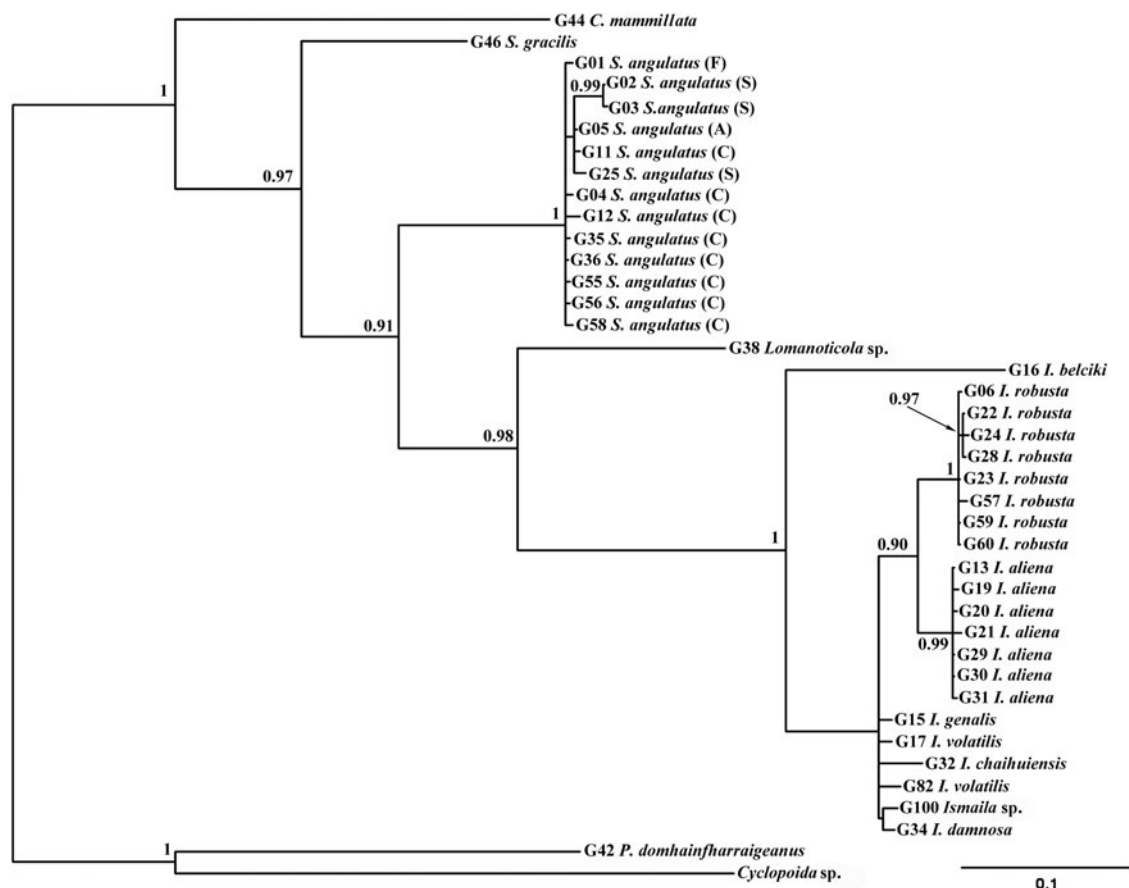 G44 C. mammillata
1
G46 S. gracilis
G01 S. angulatus (F)
0.99
G02 S. angulatus (S)
G03 S.angulatus (S)
G05 S. angulatus (A)
G11 S. angulatus (C)
0.97
G25 S. angulatus (S)
G04 S. angulatus (C)
1
G12 S. angulatus (C)
G35 S. angulatus (C)
G36 S. angulatus (C)
G55 S. angulatus (C)
G56 S. angulatus (C)
0.91
G58 S. angulatus (C)
G38 Lomanoticola sp.
G16 I. belciki
G06 I. robusta
0.97
G22 I. robusta
0.98
G24 I. robusta
G28 I. robusta
1
G23 I. robusta
G57 I. robusta
G59 I. robusta
1
0.90
G60 I. robusta
G13 I. aliena
G19 I. aliena
G20 I. aliena
G21 I. aliena
0.99
G29 I. aliena
G30 I. aliena
G31 I. aliena
G15 I. genalis
G17 I. volatilis
G32 I. chaihuiensis
G82 I. volatilis
G100 Ismaila sp.
G34 I. damnosa
1
G42 P. domhainfharraigeanus
Cyclopoida sp.
0.1